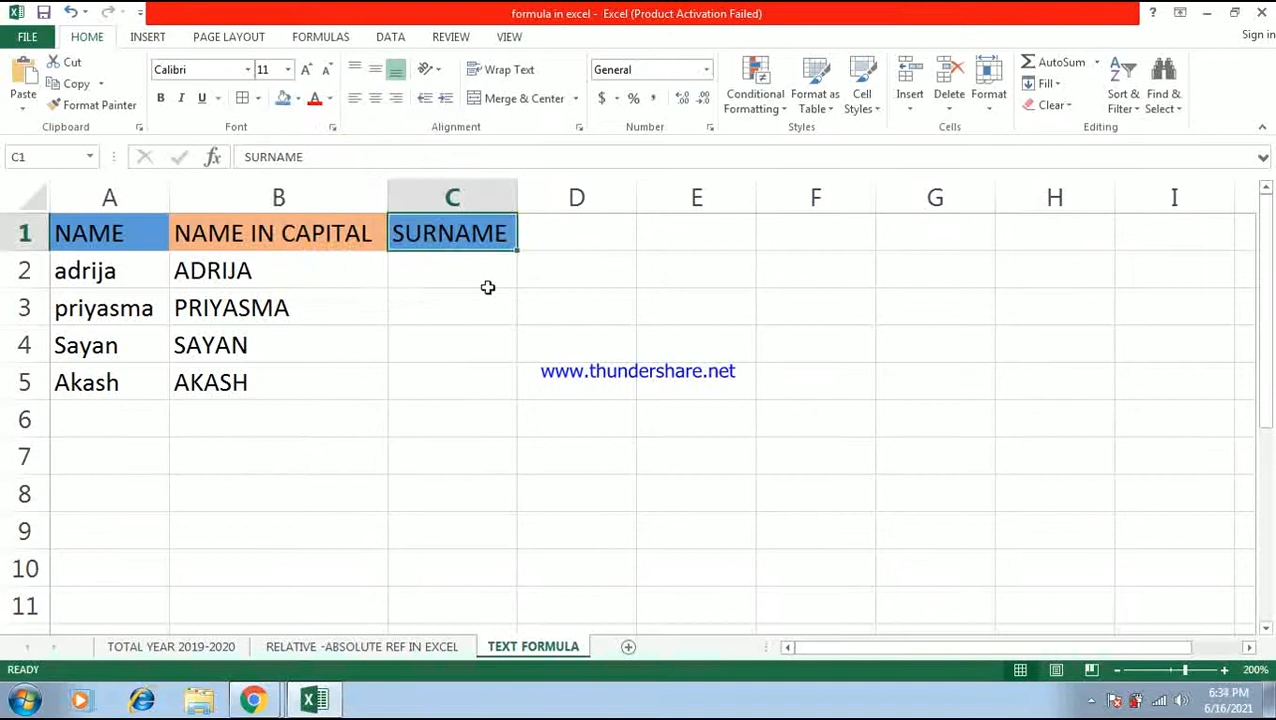 formula in excel - Excel (Product Activation Failed)
?
FILE HOME INSERT PAGE LAYOUT FORMULAS DATA REVIEW VIEW
Sign in
Paste
Cut
Copy
Format Painter
Clipboard
Calibri 11 A A
B I U A
Font
Wrap Text
Merge & Center
Alignment
General
$ % ,
Number
Conditional
Formatting
Format as
Table
Cell
Styles
Styles
Insert Delete Format
Cells
AutoSum
Fill
Clear
Sort &
Filter
Find &
Select
Editing
C1 fx SURNAME
A B C D E F G H I
1 NAME NAME IN CAPITAL SURNAME
2 adrija ADRIJA
3 priyasma PRIYASMA
4 Sayan SAYAN
www.thundershare.net
5 Akash AKASH
6
7
8
9
10
11
TOTAL YEAR 2019-2020 RELATIVE -ABSOLUTE REF IN EXCEL TEXT FORMULA
READY
200%
6:34 PM
6/16/2021